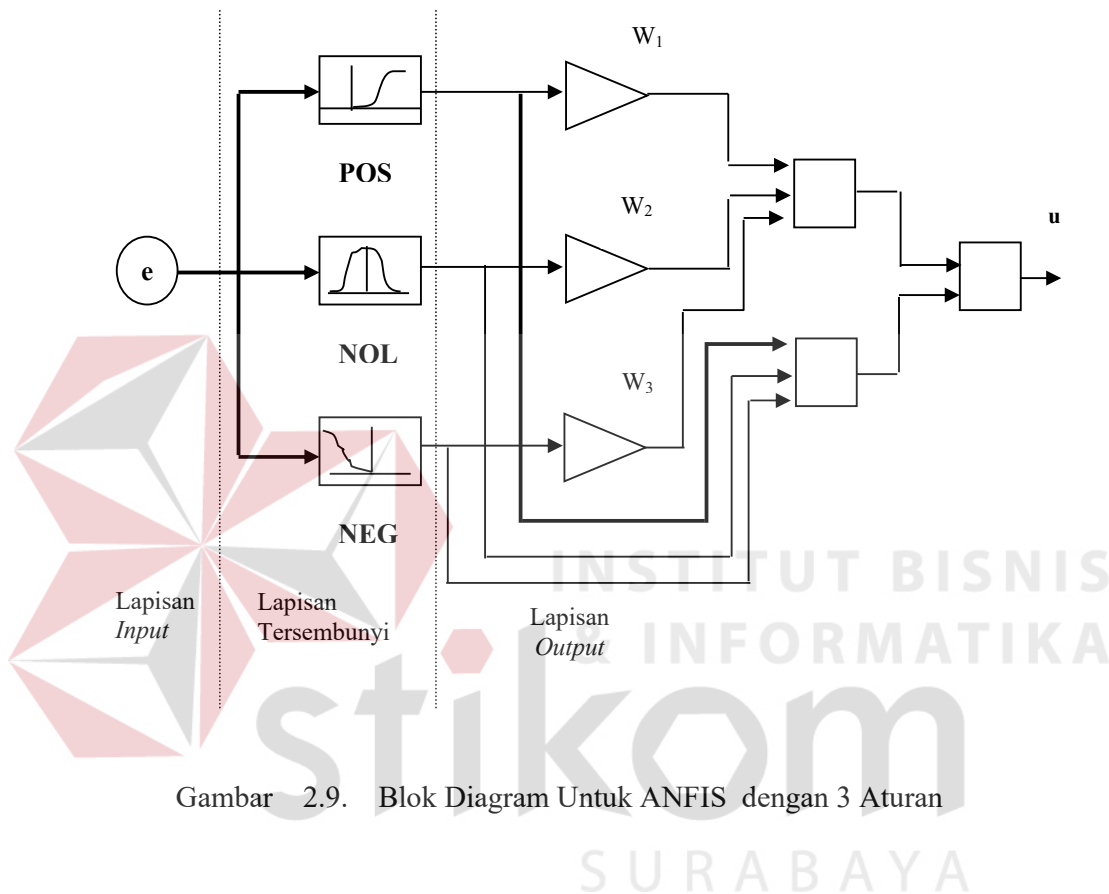 W₁
POS
W₂
u
e
NOL
W₃
NEG
INSTITUT BISNIS
Lapisan
Input
Lapisan
Tersembunyi
Lapisan
Output
& INFORMATIKA
stikom
Gambar 2.9. Blok Diagram Untuk ANFIS dengan 3 Aturan
SURABAYA